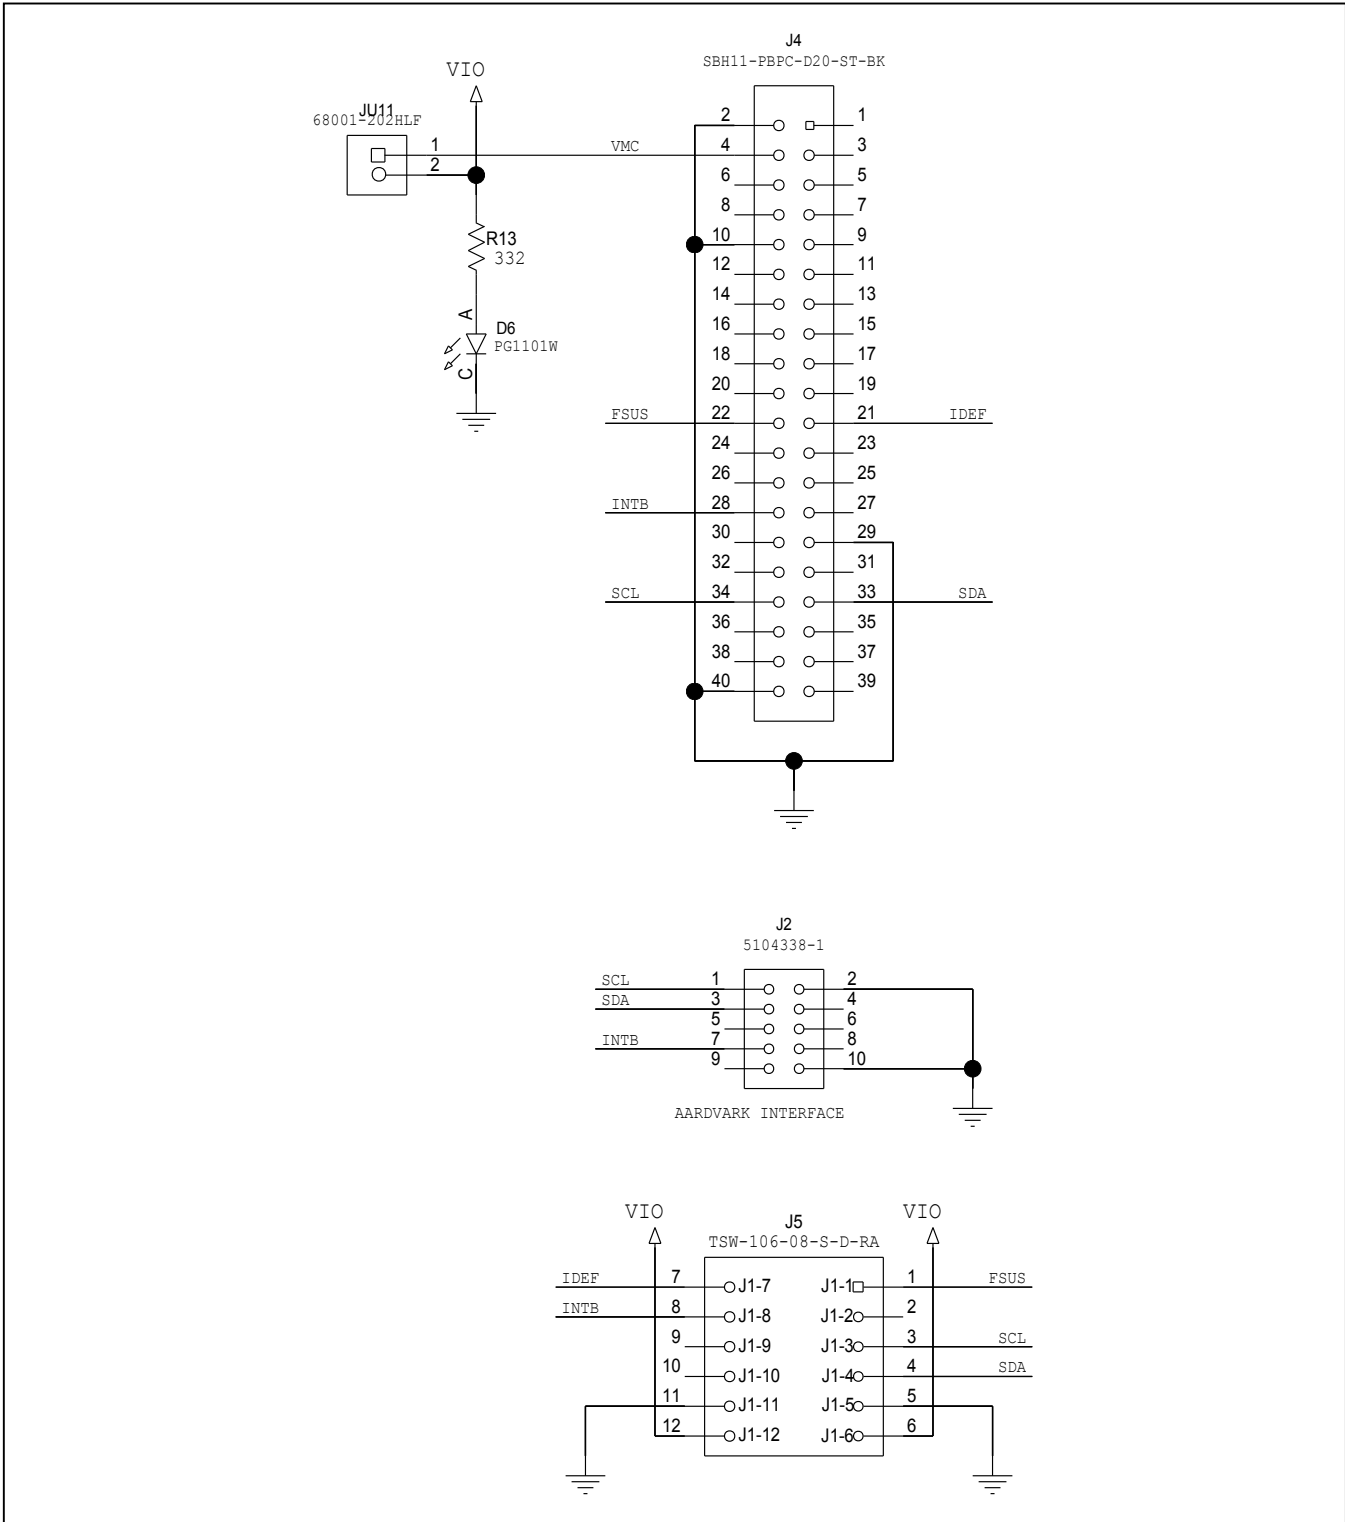 J4
SBH11-PBPC-D20-ST-BK
VIO
JU11
68001-202HLF
1
2
VMC
R13
332
A
D6
PG1101W
C
2 1
4 3
6 5
8 7
10 9
12 11
14 13
16 15
18 17
20 19
FSUS 22 21 IDEF
24 23
26 25
INTB 28 27
30 29
32 31
SCL 34 33 SDA
36 35
38 37
40 39
J2
5104338-1
SCL 1 2
SDA 3 4
5 6
INTB 7 8
9 10
AARDVARK INTERFACE
VIO VIO
J5
TSW-106-08-S-D-RA
IDEF 7 J1-7 J1-1 1 FSUS
INTB 8 J1-8 J1-2 2
9 J1-9 J1-3 3 SCL
10 J1-10 J1-4 4 SDA
11 J1-11 J1-5 5
12 J1-12 J1-6 6